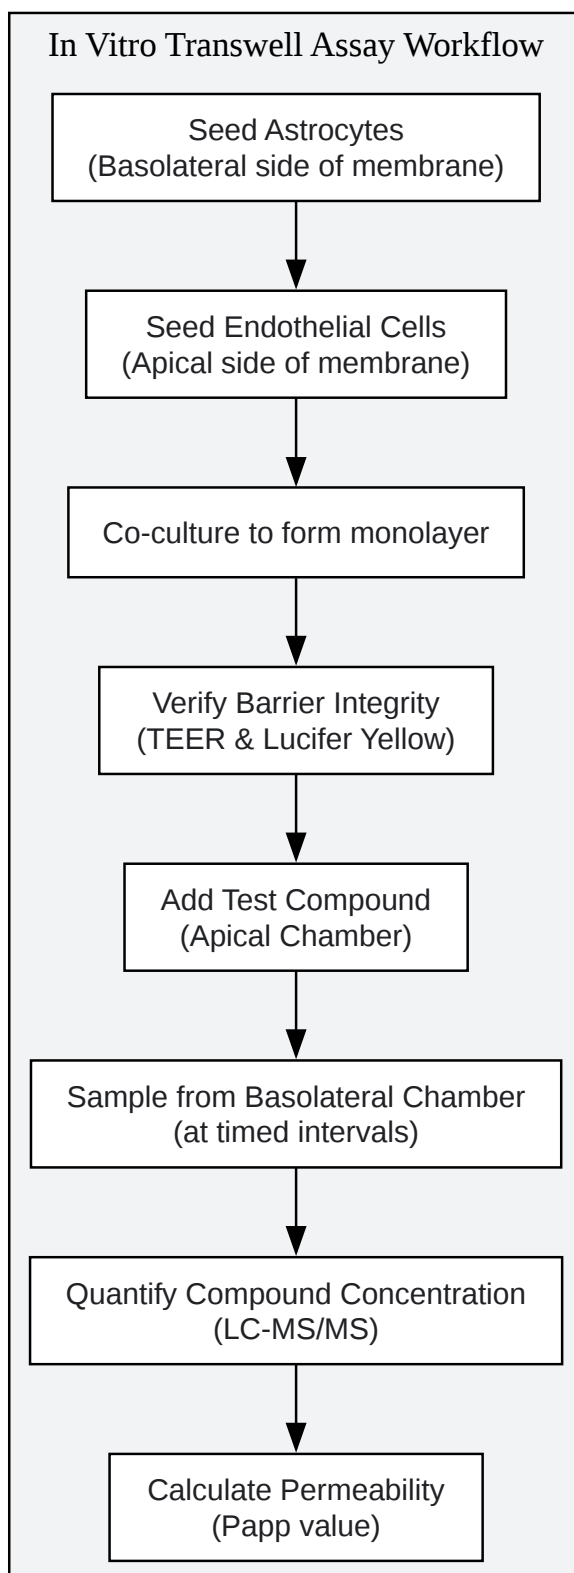 In Vitro Transwell Assay Workflow
Seed Astrocytes
(Basolateral side of membrane)
Seed Endothelial Cells
(Apical side of membrane)
Co-culture to form monolayer
Verify Barrier Integrity
(TEER & Lucifer Yellow)
Add Test Compound
(Apical Chamber)
Sample from Basolateral Chamber
(at timed intervals)
Quantify Compound Concentration
(LC-MS/MS)
Calculate Permeability
(Papp value)